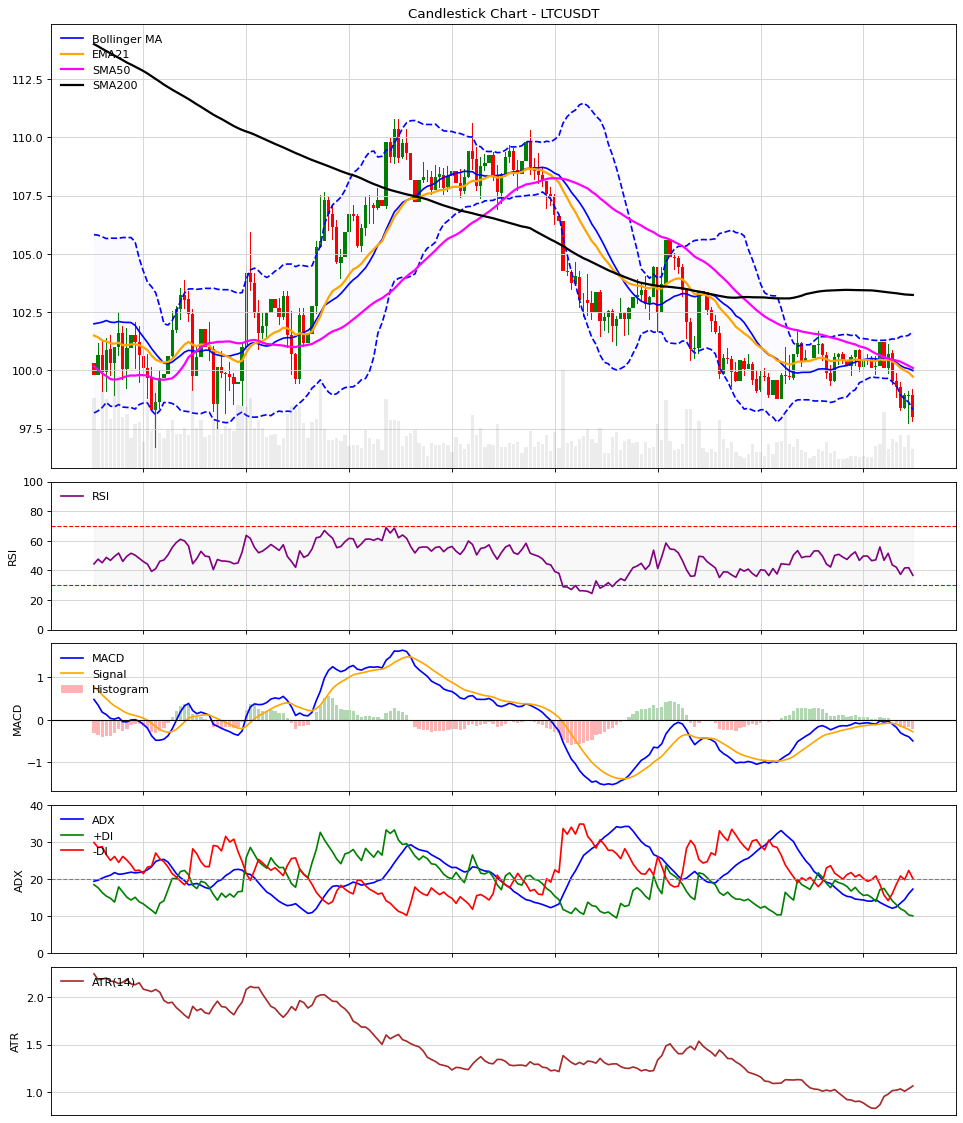 Candlestick Chart - LTCUSDT
Bollinger MA
EMA21
SMA50
SMA200
112.5
110.0
107.5
105.0
102.5
100.0
97.5
RSI
RSI
100
80
60
40
20
0
MACD
Signal
Histogram
MACD
1
0
−1
ADX
+DI
-DI
ADX
40
30
20
10
0
ATR(14)
ATR
2.0
1.5
1.0